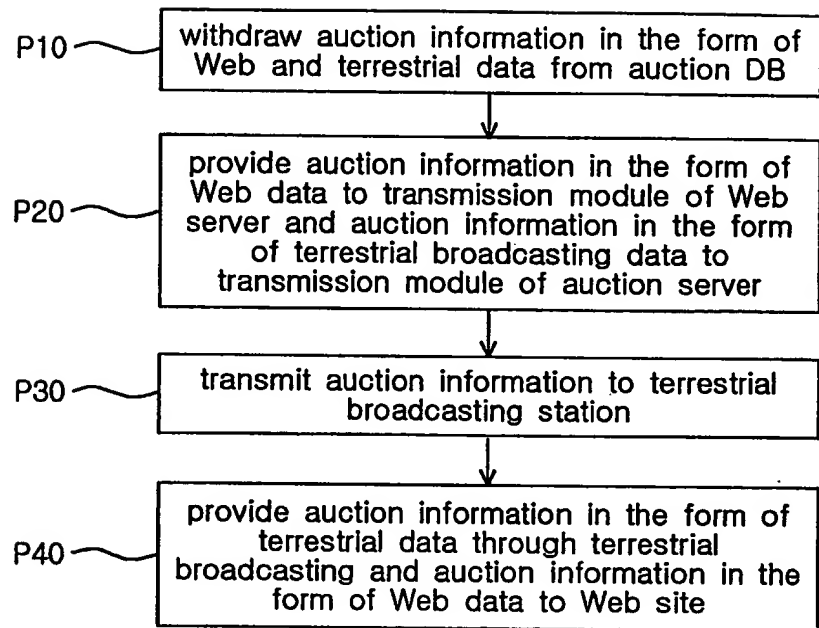 P10
withdraw auction information in the form of
Web and terrestrial data from auction DB
P20
provide auction information in the form of
Web data to transmission module of Web
server and auction information in the form
of terrestrial broadcasting data to
transmission module of auction server
P30
transmit auction information to terrestrial
broadcasting station
P40
provide auction information in the form of
terrestrial data through terrestrial
broadcasting and auction information in the
form of Web data to Web site